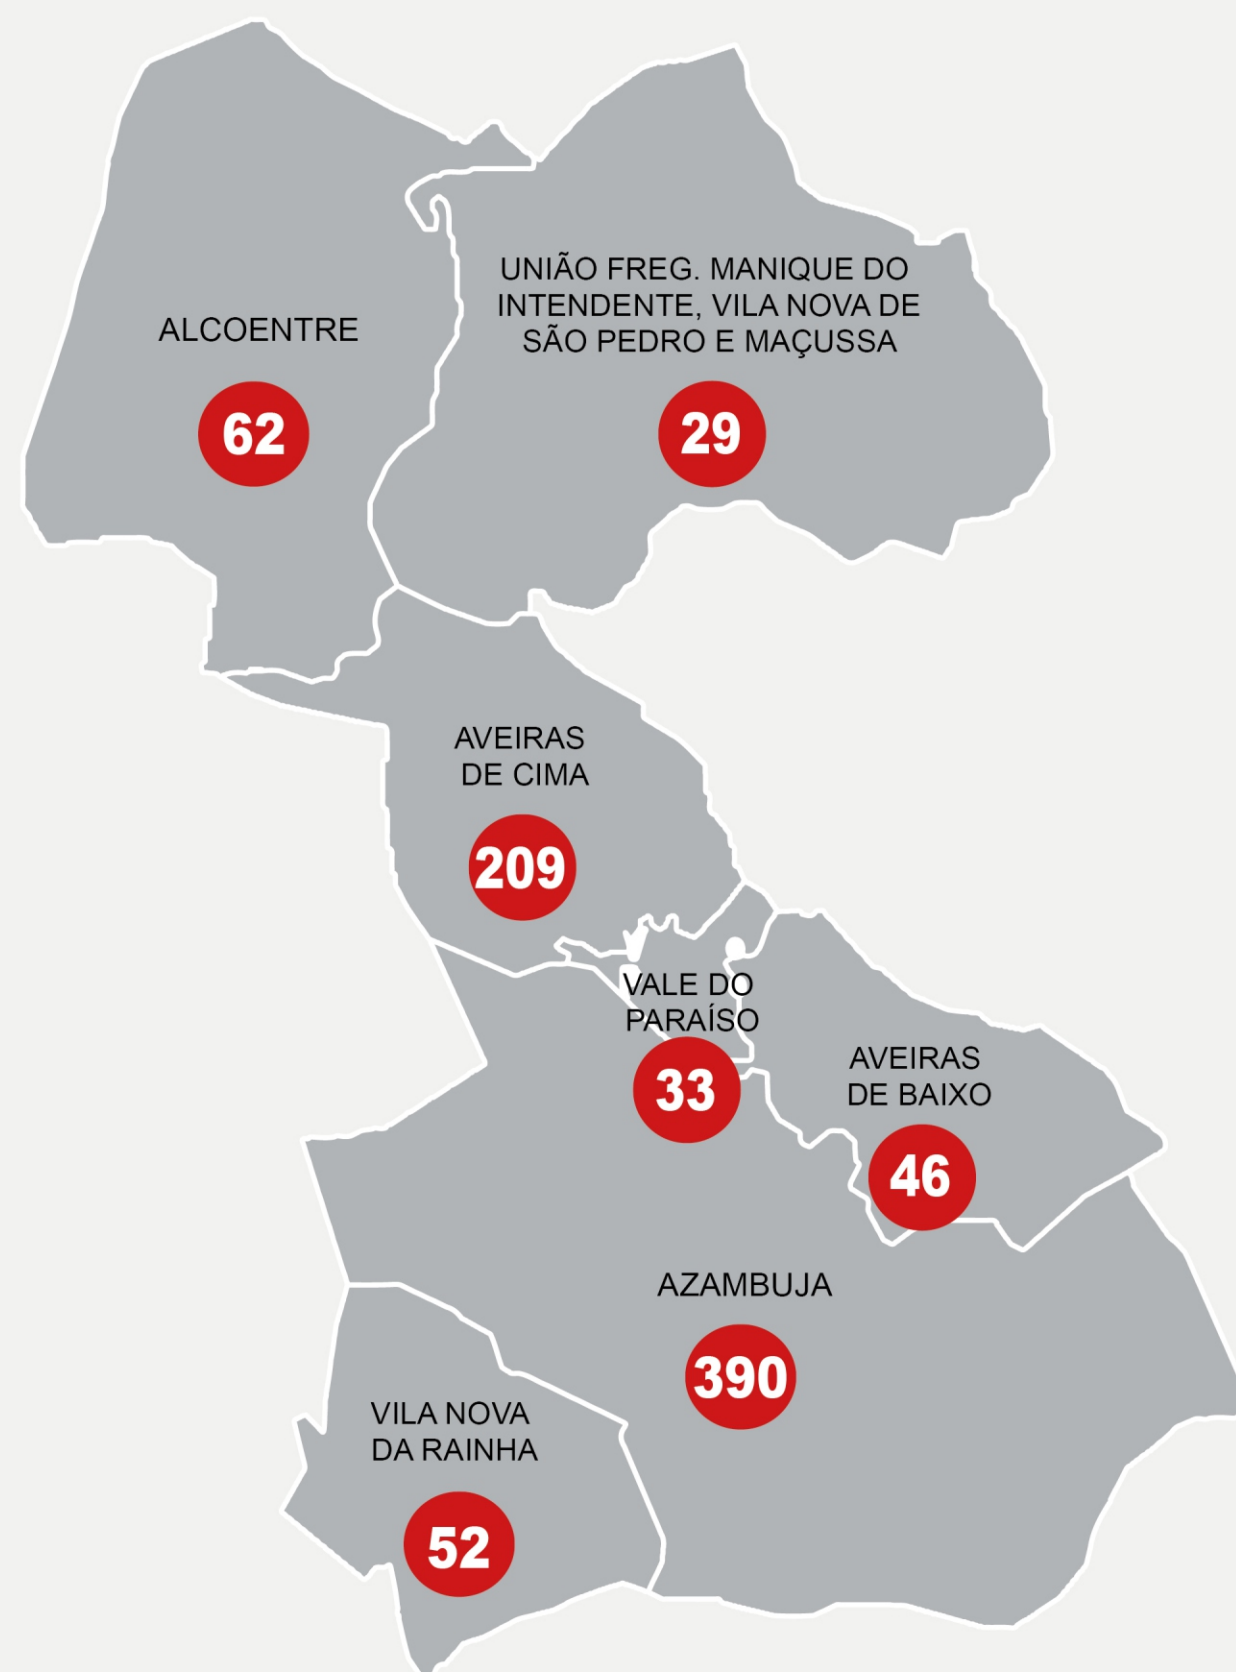 ALCOENTRE
62
UNIÃO FREG. MANIQUE DO
INTENDENTE, VILA NOVA DE
SÃO PEDRO E MAÇUSSA
29
AVEIRAS
DE CIMA
209
VALE DO
PARAÍSO
33
AVEIRAS
DE BAIXO
46
AZAMBUJA
390
VILA NOVA
DA RAINHA
52